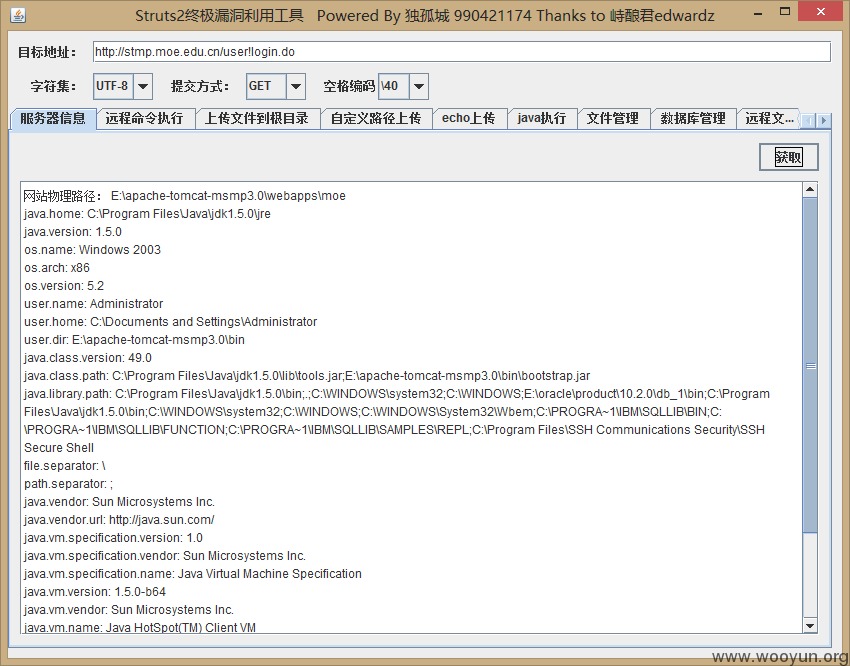 Struts2终极漏洞利用工具 Powered By 独孤城 990421174 Thanks to 峙酿君edwardz
目标地址： http://stmp.moe.edu.cn/user!login.do
字符集： UTF-8 提交方式： GET 空格编码 \40
服务器信息 远程命令执行 上传文件到根目录 自定义路径上传 echo上传 java执行 文件管理 数据库管理 远程文...
获取
网站物理路径： E:\apache-tomcat-msmp3.0\webapps\moe
java.home: C:\Program Files\Java\jdk1.5.0\jre
java.version: 1.5.0
os.name: Windows 2003
os.arch: x86
os.version: 5.2
user.name: Administrator
user.home: C:\Documents and Settings\Administrator
user.dir: E:\apache-tomcat-msmp3.0\bin
java.class.version: 49.0
java.class.path: C:\Program Files\Java\jdk1.5.0\lib\tools.jar;E:\apache-tomcat-msmp3.0\bin\bootstrap.jar
java.library.path: C:\Program Files\Java\jdk1.5.0\bin;.;C:\WINDOWS\system32;C:\WINDOWS;E:\oracle\product\10.2.0\db_1\bin;C:\Program
Files\Java\jdk1.5.0\bin;C:\WINDOWS\system32;C:\WINDOWS;C:\WINDOWS\System32\Wbem;C:\PROGRA~1\IBM\SQLLIB\BIN;C:
\PROGRA~1\IBM\SQLLIB\FUNCTION;C:\PROGRA~1\IBM\SQLLIB\SAMPLES\REPL;C:\Program Files\SSH Communications Security\SSH
Secure Shell
file.separator: \
path.separator: ;
java.vendor: Sun Microsystems Inc.
java.vendor.url: http://java.sun.com/
java.vm.specification.version: 1.0
java.vm.specification.vendor: Sun Microsystems Inc.
java.vm.specification.name: Java Virtual Machine Specification
java.vm.version: 1.5.0-b64
java.vm.vendor: Sun Microsystems Inc.
java.vm.name: Java HotSpot(TM) Client VM
www.wooyun.org